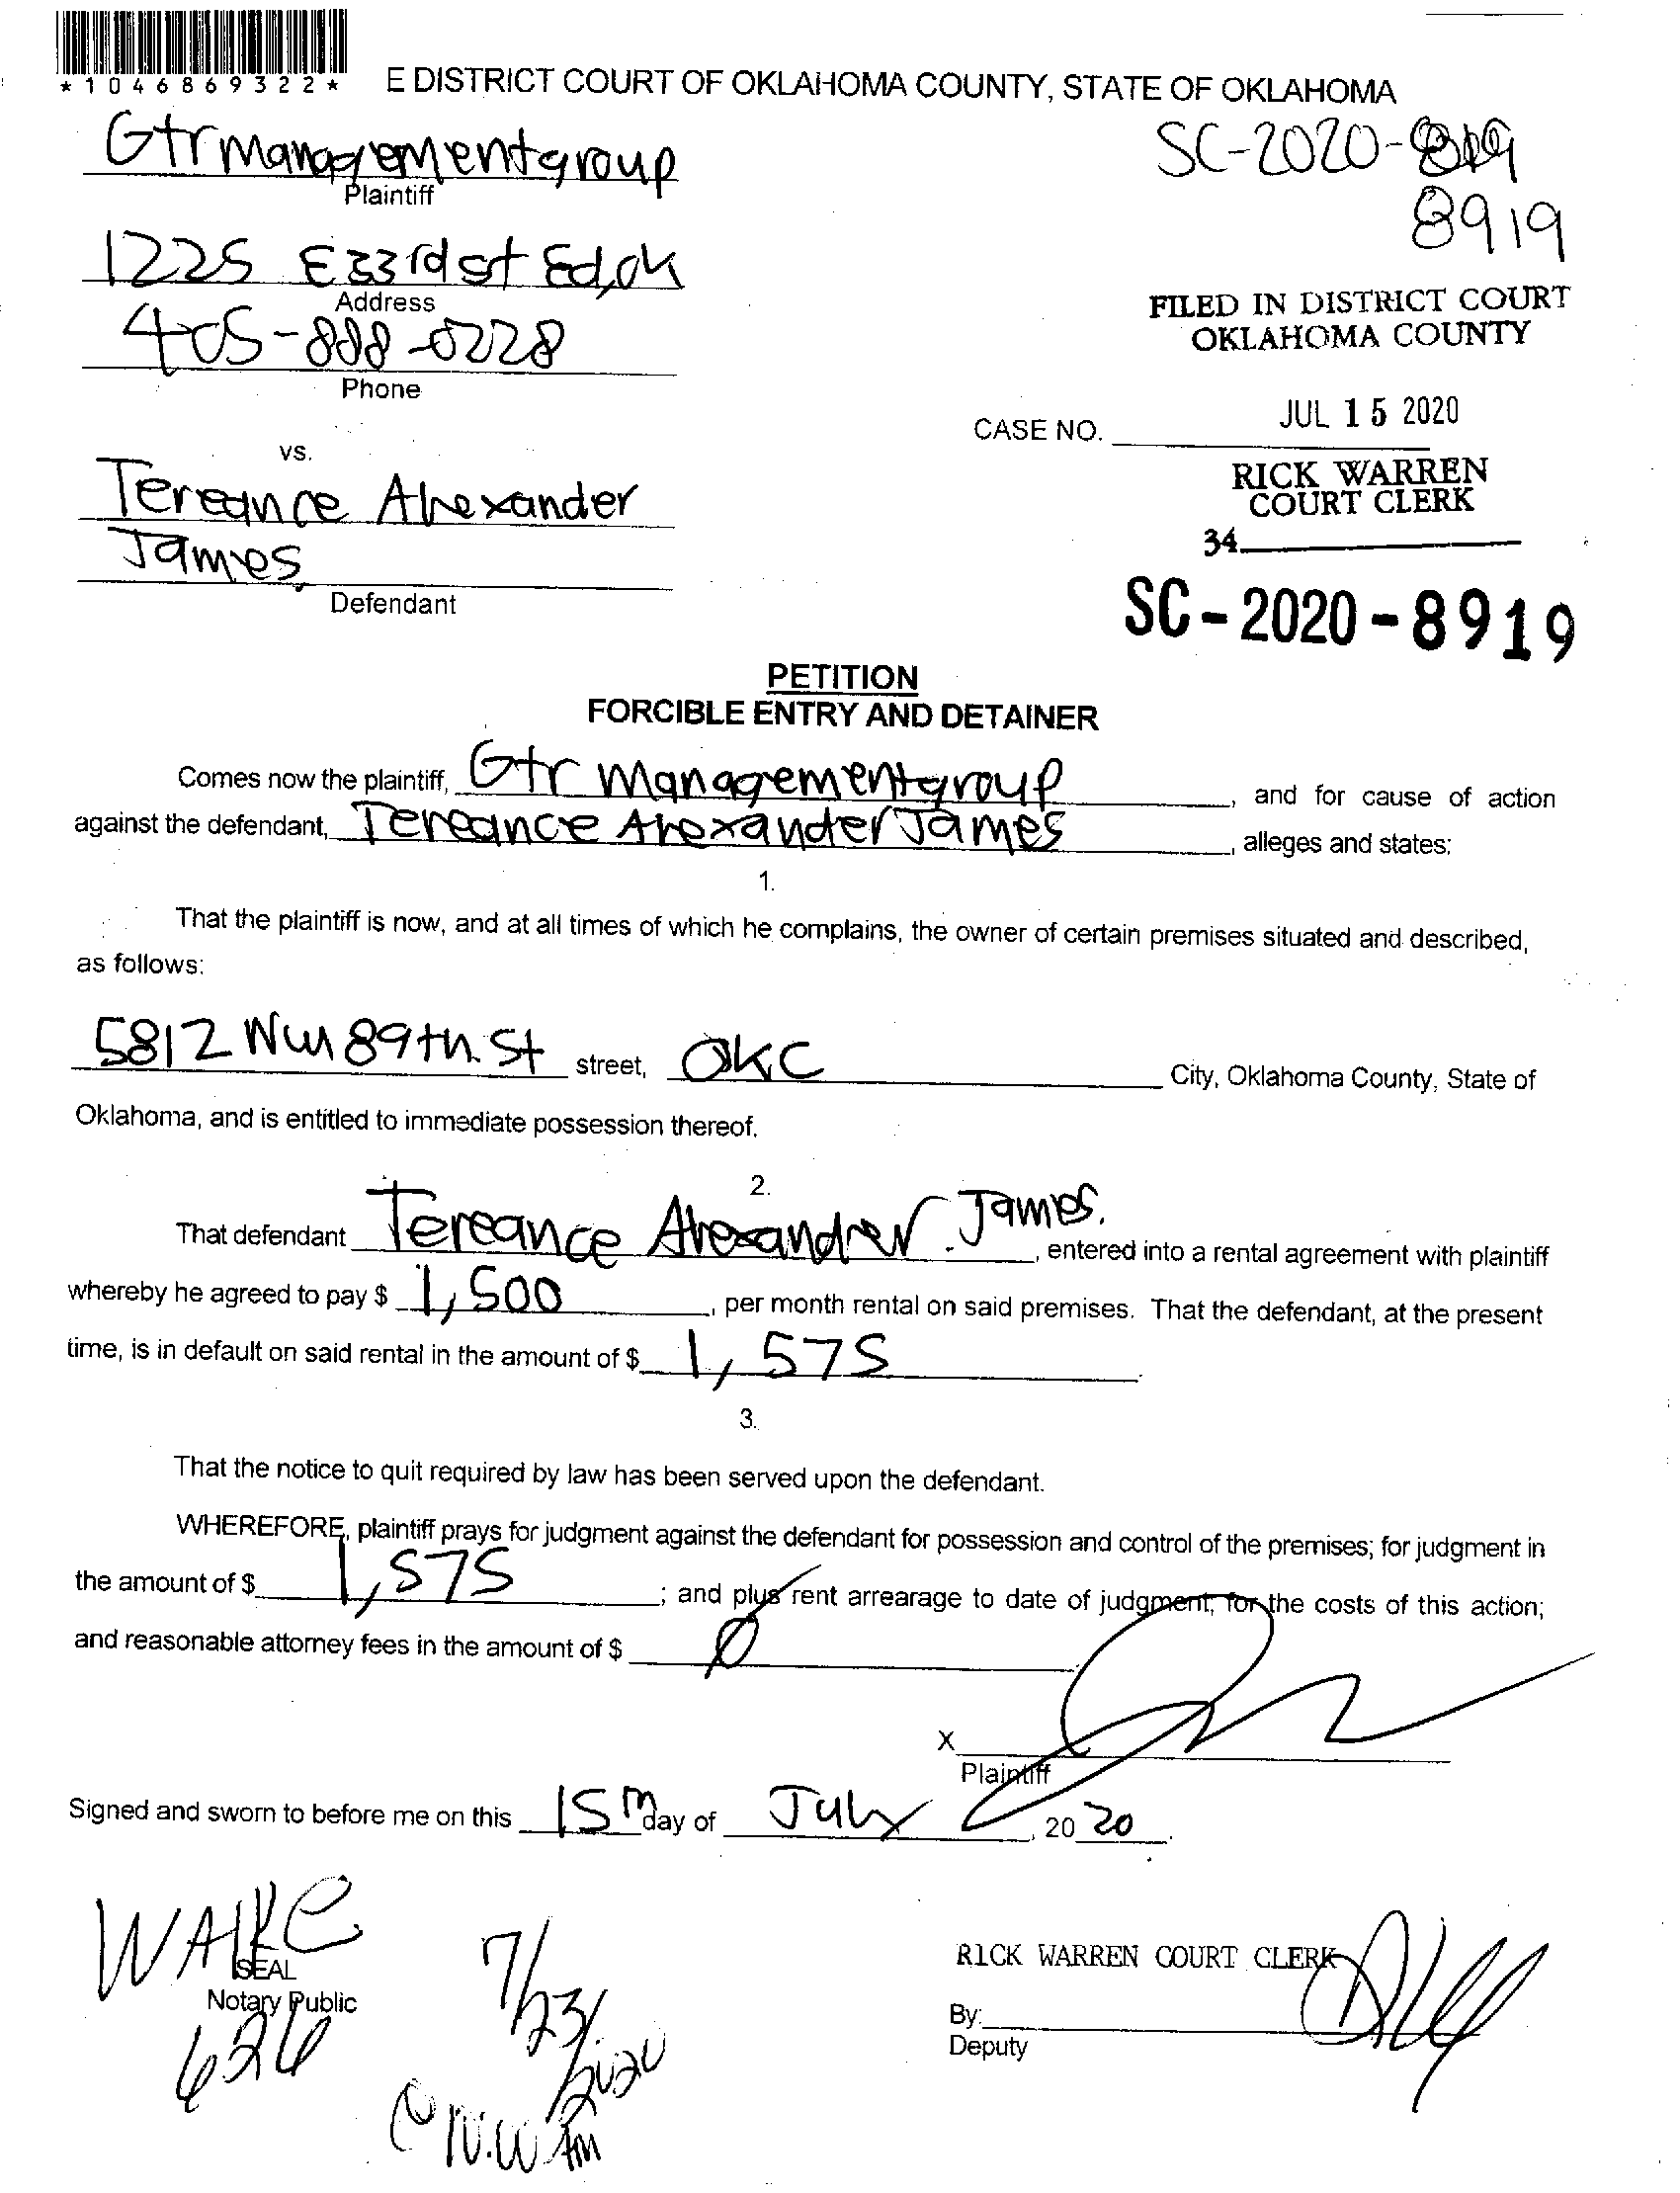 *1046869322*
E DISTRICT COURT OF OKLAHOMA COUNTY, STATE OF OKLAHOMA
Gtr Managementgroup
Plaintiff
SC-2020-
8919
1225 E 33rd st Ed, OK
Address
FILED IN DISTRICT COURT
OKLAHOMA COUNTY
405-888-0228
Phone
JUL 15 2020
CASE NO.
vs.
RICK WARREN
COURT CLERK
Tereance Alexander
34
James
Defendant
SC-2020-8919
PETITION
FORCIBLE ENTRY AND DETAINER
Comes now the plaintiff, Gtr Managementgroup, and for cause of action
against the defendant, Tereance Alexander James, alleges and states:
1.
That the plaintiff is now, and at all times of which he complains, the owner of certain premises situated and described,
as follows:
5812 NW 89th St street, OKC City, Oklahoma County, State of
Oklahoma, and is entitled to immediate possession thereof.
2.
That defendant Tereance Alexander James, entered into a rental agreement with plaintiff
whereby he agreed to pay $ 1,500, per month rental on said premises. That the defendant, at the present
time, is in default on said rental in the amount of $ 1,575.
3.
That the notice to quit required by law has been served upon the defendant.
WHEREFORE, plaintiff prays for judgment against the defendant for possession and control of the premises; for judgment in
the amount of $ 1,575; and plus rent arrearage to date of judgment; for the costs of this action;
and reasonable attorney fees in the amount of $ 0.
X
Plaintiff
Signed and sworn to before me on this 15th day of July, 2020.
WALKE
SEAL
Notary Public
626
7/23/2020
@ 10:00 AM
RICK WARREN COURT CLERK
By:
Deputy